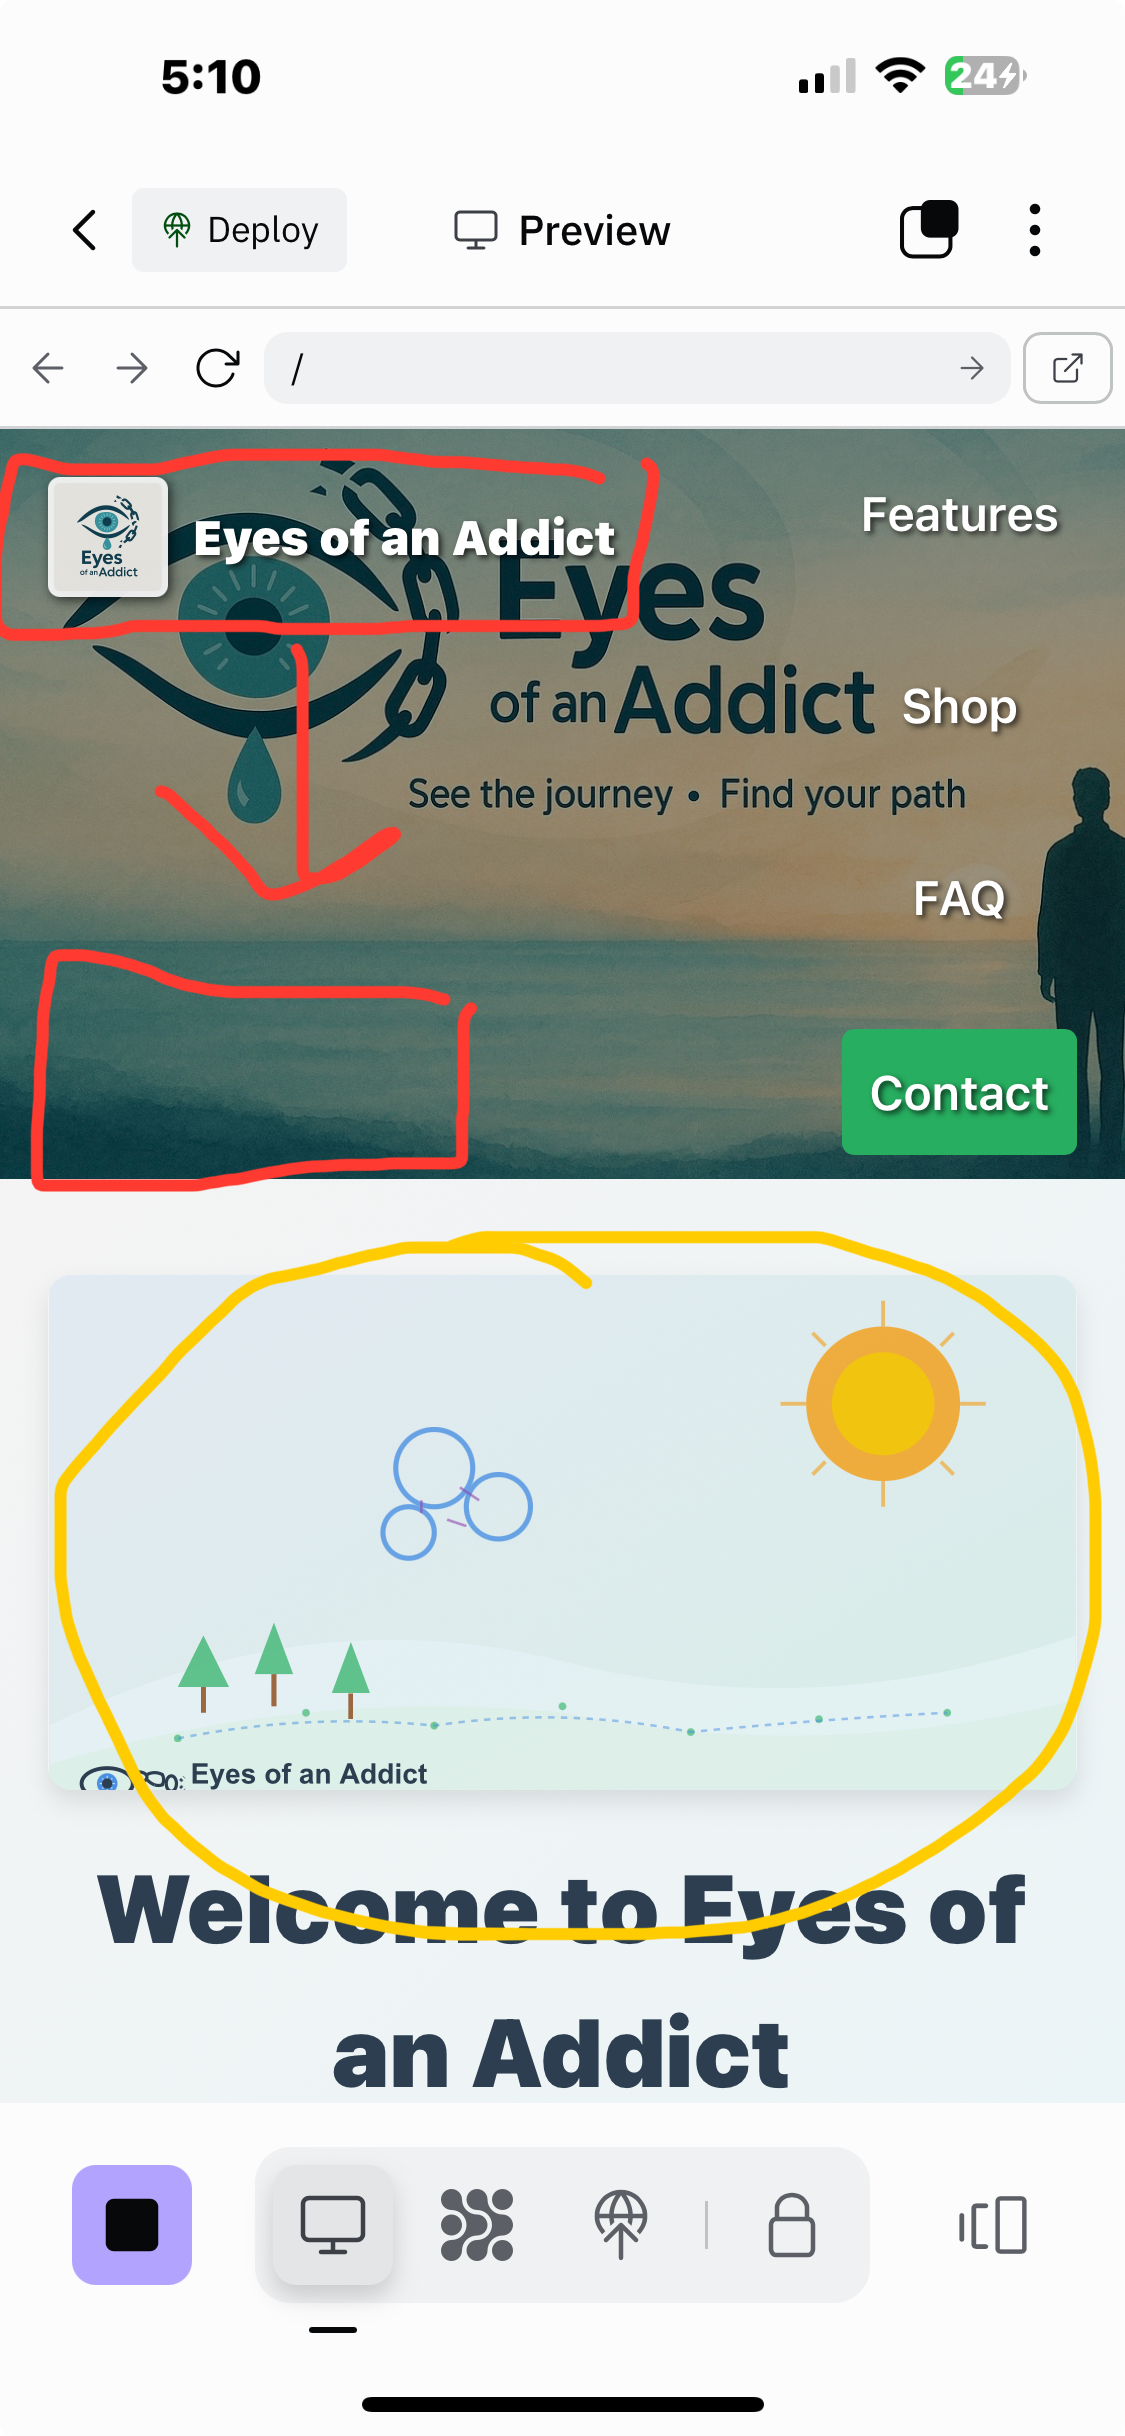 5:10
24
Deploy
Preview
/
Eyes
of an Addict
Eyes of an Addict
Features
Eyes
of an Addict
Shop
See the journey • Find your path
FAQ
Contact
Eyes of an Addict
Welcome to Eyes of
an Addict